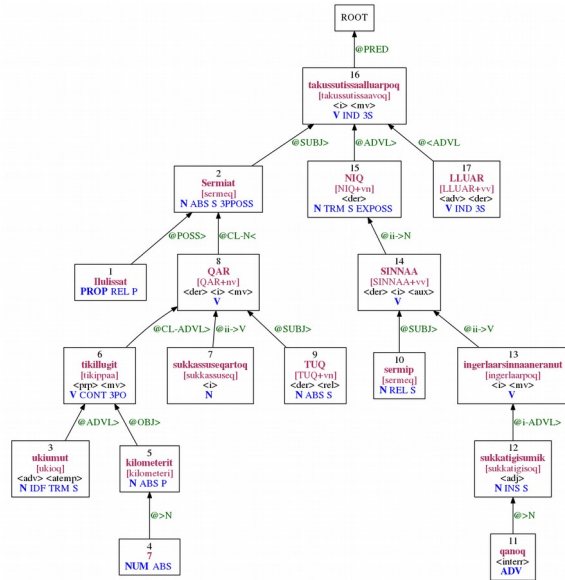 ROOT
@PRED
16
takussutissaalluarpoq
[takussutissaavoq]
<i> <mv>
V IND 3S
@SUBJ>
@ADVL>
@<ADVL
2
Sermiat
[sermeq]
N ABS S 3PPOSS
15
NIQ
[NIQ+vn]
<der>
N TRM S EXPOSS
17
LLUAR
[LLUAR+vv]
<adv> <der>
V IND 3S
@POSS>
@CL-N<
@ii->N
1
Ilulissat
PROP REL P
8
QAR
[QAR+nv]
<der> <i> <mv>
V
14
SINNAA
[SINNAA+vv]
<der> <i> <aux>
V
@CL-ADVL>
@ii->V
@SUBJ>
@SUBJ>
@ii->V
6
tikillugit
[tikippaa]
<prp> <mv>
V CONT 3PO
7
sukkassuseqartoq
[sukkassuseq]
<i>
N
9
TUQ
[TUQ+vn]
<der> <rel>
N ABS S
10
sermip
[sermeq]
N REL S
13
ingerlaarsinnaaneranut
[ingerlaarpoq]
<i> <mv>
V
@ADVL>
@OBJ>
@i-ADVL>
3
ukiumut
[ukioq]
<adv> <atemp>
N IDF TRM S
5
kilometerit
[kilometeri]
N ABS P
12
sukkatigisumik
[sukkatigisoq]
<adj>
N INS S
@>N
@>N
4
7
NUM ABS
11
qanoq
<interr>
ADV